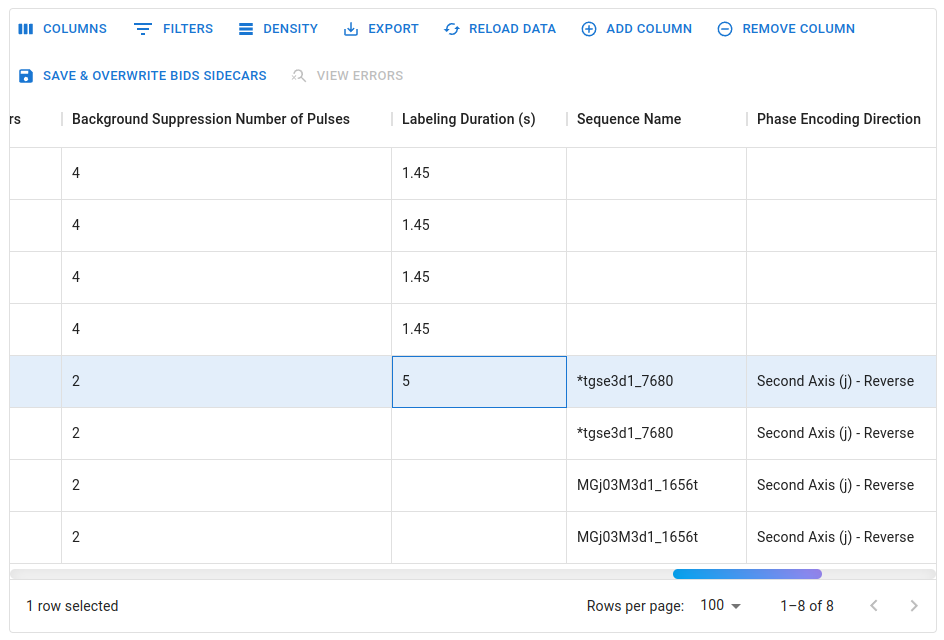 COLUMNS FILTERS DENSITY EXPORT RELOAD DATA ADD COLUMN REMOVE COLUMN
SAVE & OVERWRITE BIDS SIDECARS VIEW ERRORS
rs Background Suppression Number of Pulses Labeling Duration (s) Sequence Name Phase Encoding Direction
4 1.45
4 1.45
4 1.45
4 1.45
2 5 *tgse3d1_7680 Second Axis (j) - Reverse
2 *tgse3d1_7680 Second Axis (j) - Reverse
2 MGj03M3d1_1656t Second Axis (j) - Reverse
2 MGj03M3d1_1656t Second Axis (j) - Reverse
1 row selected Rows per page: 100 1–8 of 8